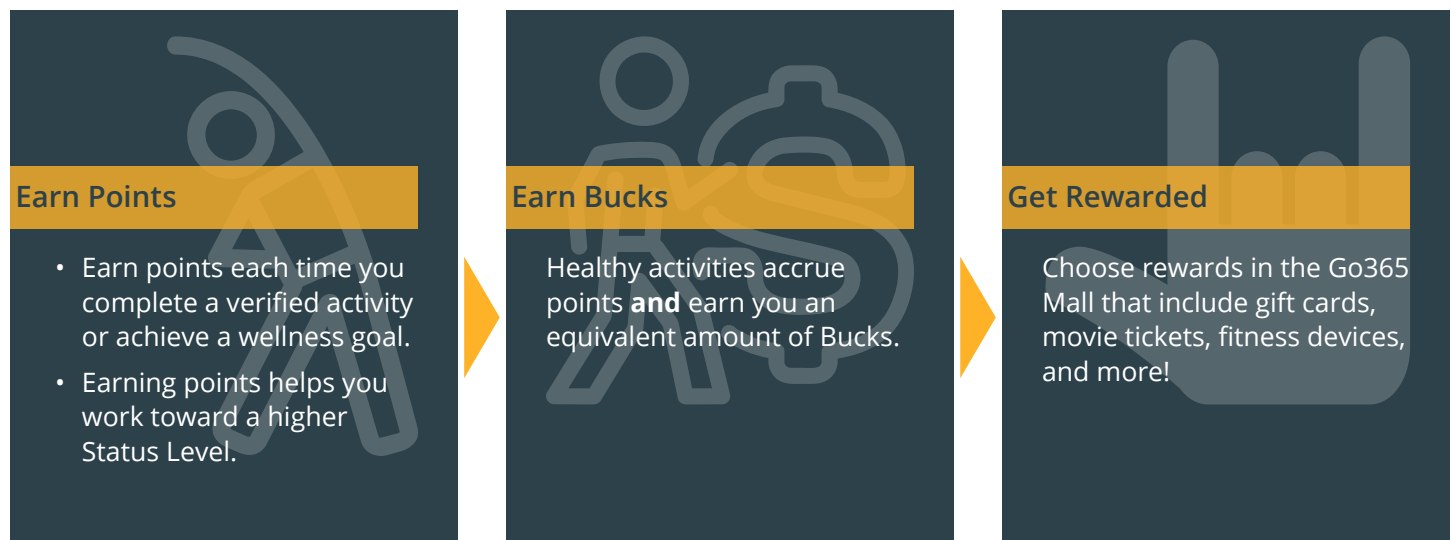 Earn Points
• Earn points each time you
complete a verified activity
or achieve a wellness goal.
• Earning points helps you
work toward a higher
Status Level.
Earn Bucks
Healthy activities accrue
points and earn you an
equivalent amount of Bucks.
Get Rewarded
Choose rewards in the Go365
Mall that include gift cards,
movie tickets, fitness devices,
and more!